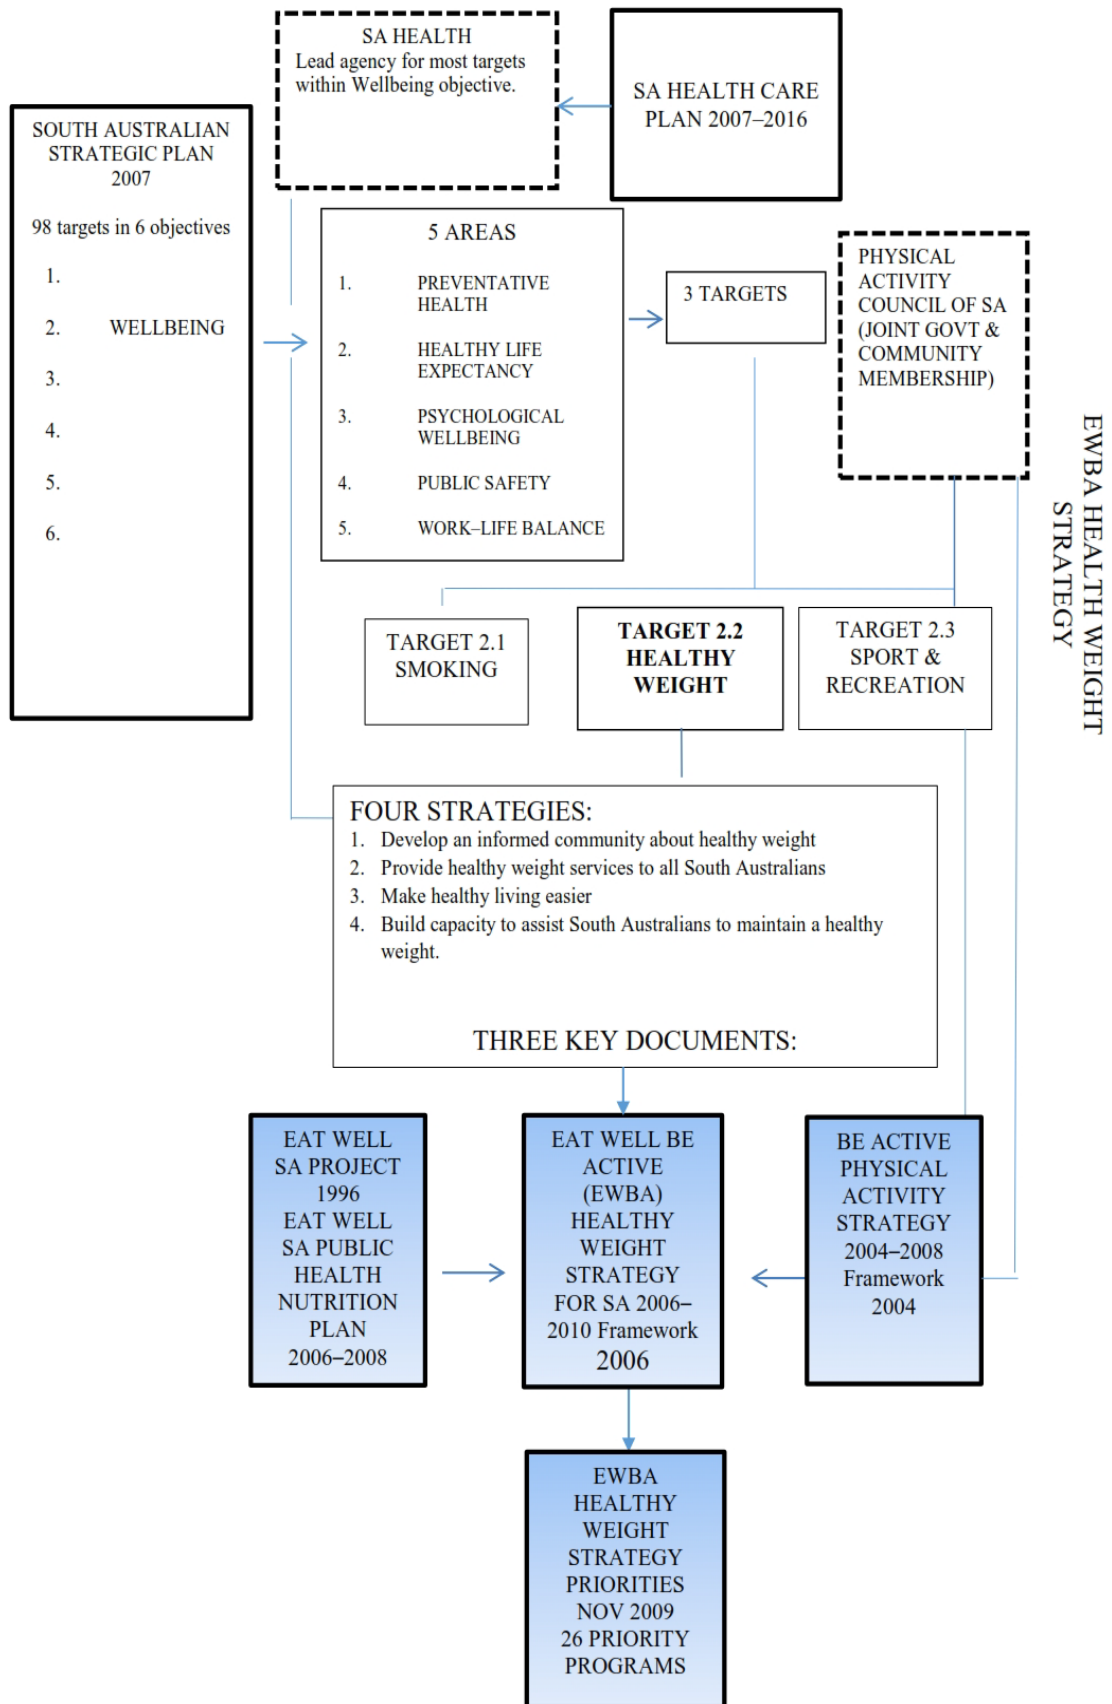 SA HEALTH
Lead agency for most targets
within Wellbeing objective.
SA HEALTH CARE
PLAN 2007–2016
SOUTH AUSTRALIAN
STRATEGIC PLAN
2007
98 targets in 6 objectives
1.
2. WELLBEING
3.
4.
5.
6.
5 AREAS
1. PREVENTATIVE
HEALTH
2. HEALTHY LIFE
EXPECTANCY
3. PSYCHOLOGICAL
WELLBEING
4. PUBLIC SAFETY
5. WORK–LIFE BALANCE
3 TARGETS
PHYSICAL
ACTIVITY
COUNCIL OF SA
(JOINT GOVT &
COMMUNITY
MEMBERSHIP)
EWBA HEALTH WEIGHT
STRATEGY
TARGET 2.1
SMOKING
TARGET 2.2
HEALTHY
WEIGHT
TARGET 2.3
SPORT &
RECREATION
FOUR STRATEGIES:
1. Develop an informed community about healthy weight
2. Provide healthy weight services to all South Australians
3. Make healthy living easier
4. Build capacity to assist South Australians to maintain a healthy
weight.
THREE KEY DOCUMENTS:
EAT WELL
SA PROJECT
1996
EAT WELL
SA PUBLIC
HEALTH
NUTRITION
PLAN
2006–2008
EAT WELL BE
ACTIVE
(EWBA)
HEALTHY
WEIGHT
STRATEGY
FOR SA 2006–
2010 Framework
2006
BE ACTIVE
PHYSICAL
ACTIVITY
STRATEGY
2004–2008
Framework
2004
EWBA
HEALTHY
WEIGHT
STRATEGY
PRIORITIES
NOV 2009
26 PRIORITY
PROGRAMS